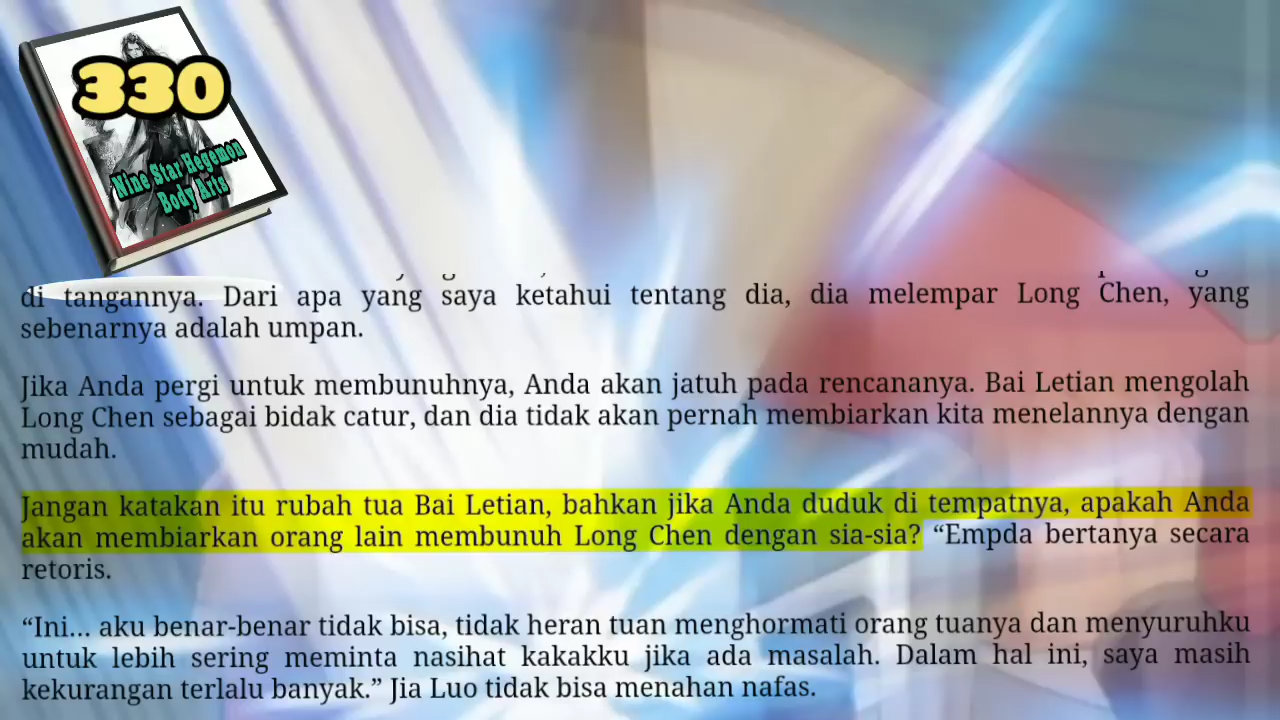 330
Nine Star Hegemon
Body Arts
di tangannya. Dari apa yang saya ketahui tentang dia, dia melempar Long Chen, yang
sebenarnya adalah umpan.
Jika Anda pergi untuk membunuhnya, Anda akan jatuh pada rencananya. Bai Letian mengolah
Long Chen sebagai bidak catur, dan dia tidak akan pernah membiarkan kita menelannya dengan
mudah.
Jangan katakan itu rubah tua Bai Letian, bahkan jika Anda duduk di tempatnya, apakah Anda
akan membiarkan orang lain membunuh Long Chen dengan sia-sia? “Empda bertanya secara
retoris.
“Ini... aku benar-benar tidak bisa, tidak heran tuan menghormati orang tuanya dan menyuruhku
untuk lebih sering meminta nasihat kakakku jika ada masalah. Dalam hal ini, saya masih
kekurangan terlalu banyak.” Jia Luo tidak bisa menahan nafas.